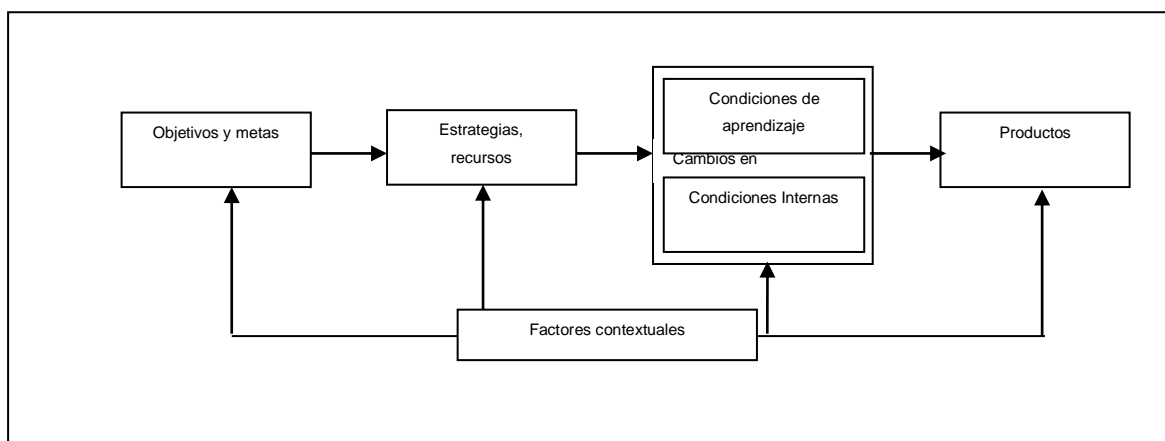 Objetivos y metas
Estrategias,
recursos
Condiciones de
aprendizaje
Cambios en
Condiciones Internas
Productos
Factores contextuales